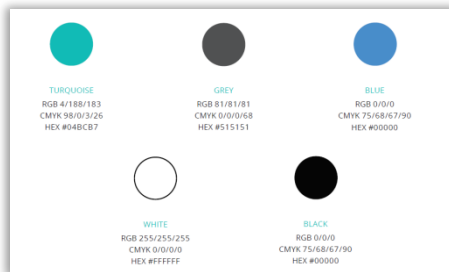 TURQUOISE
RGB 4/188/183
CMYK 98/0/3/26
HEX #04BCB7
GREY
RGB 81/81/81
CMYK 0/0/0/68
HEX #515151
BLUE
RGB 0/0/0
CMYK 75/68/67/90
HEX #00000
WHITE
RGB 255/255/255
CMYK 0/0/0/0
HEX #FFFFFF
BLACK
RGB 0/0/0
CMYK 75/68/67/90
HEX #00000